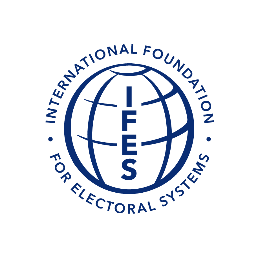 INTERNATIONAL FOUNDATION
IFES
• FOR ELECTORAL SYSTEMS •